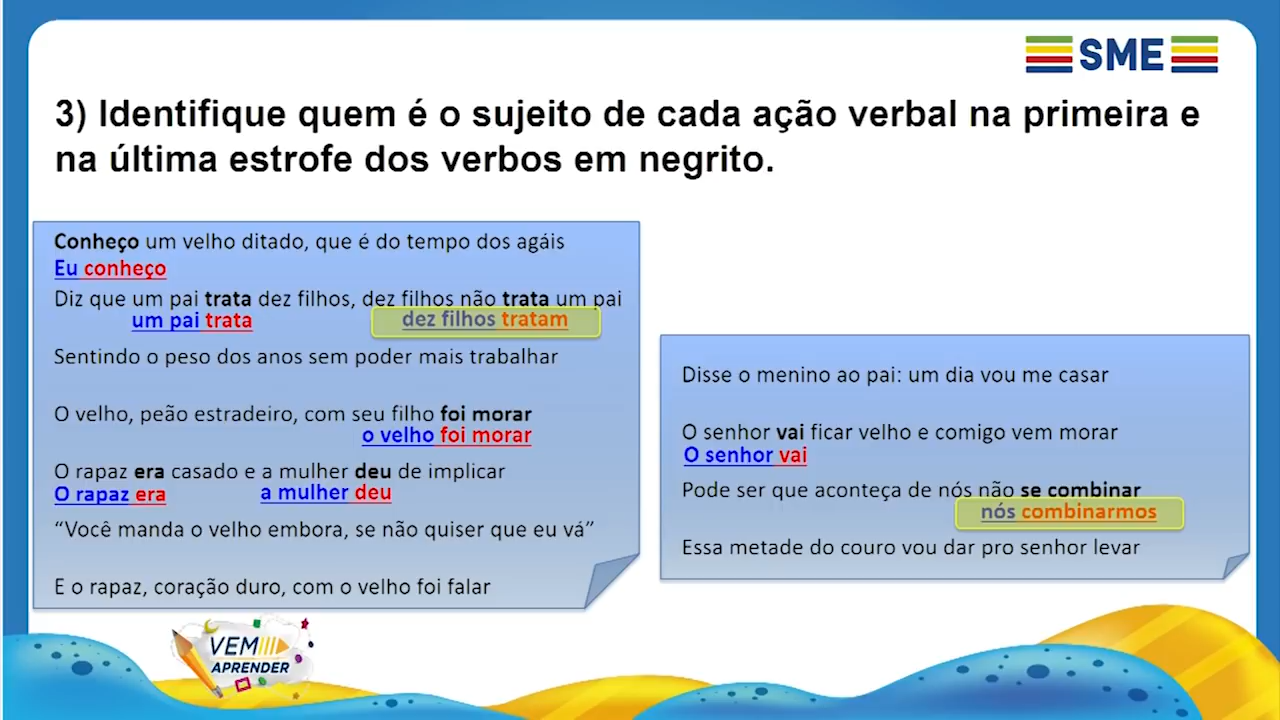 SME
3) Identifique quem é o sujeito de cada ação verbal na primeira e
na última estrofe dos verbos em negrito.
Conheço um velho ditado, que é do tempo dos agáis
Eu conheço
Diz que um pai trata dez filhos, dez filhos não trata um pai
um pai trata dez filhos tratam
Sentindo o peso dos anos sem poder mais trabalhar
O velho, peão estradeiro, com seu filho foi morar
o velho foi morar
O rapaz era casado e a mulher deu de implicar
O rapaz era a mulher deu
“Você manda o velho embora, se não quiser que eu vá”
E o rapaz, coração duro, com o velho foi falar
Disse o menino ao pai: um dia vou me casar
O senhor vai ficar velho e comigo vem morar
O senhor vai
Pode ser que aconteça de nós não se combinar
nós combinarmos
Essa metade do couro vou dar pro senhor levar
VEM
APRENDER